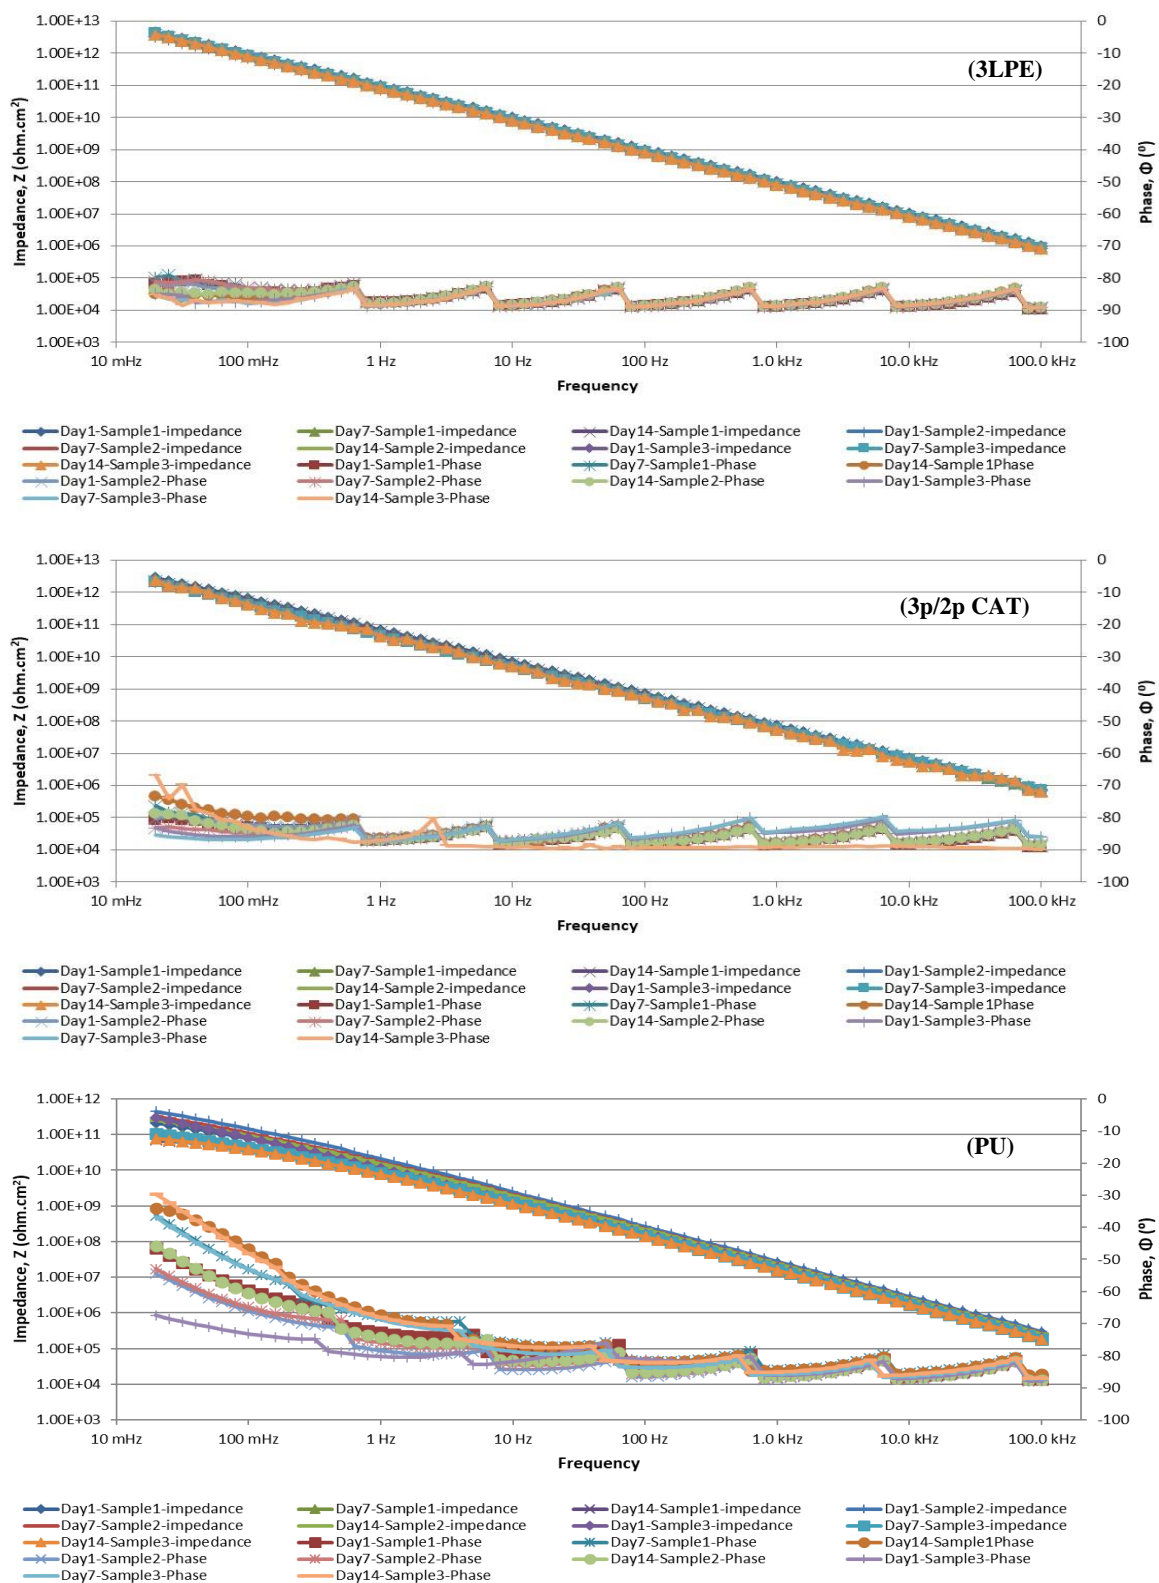 1.00E+13
1.00E+12
1.00E+11
1.00E+10
1.00E+09
1.00E+08
1.00E+07
1.00E+06
1.00E+05
1.00E+04
1.00E+03
Impedance, Z (ohm.cm²)
(3LPE)
0
-10
-20
-30
-40
-50
-60
-70
-80
-90
-100
Phase, Φ (⁰)
10 mHz 100 mHz 1 Hz 10 Hz 100 Hz 1.0 kHz 10.0 kHz 100.0 kHz
Frequency
Day1-Sample1-impedance Day7-Sample1-impedance Day14-Sample1-impedance Day1-Sample2-impedance
Day7-Sample2-impedance Day14-Sample2-impedance Day1-Sample3-impedance Day7-Sample3-impedance
Day14-Sample3-impedance Day1-Sample1-Phase Day7-Sample1-Phase Day14-Sample1Phase
Day1-Sample2-Phase Day7-Sample2-Phase Day14-Sample2-Phase Day1-Sample3-Phase
Day7-Sample3-Phase Day14-Sample3-Phase
1.00E+13
1.00E+12
1.00E+11
1.00E+10
1.00E+09
1.00E+08
1.00E+07
1.00E+06
1.00E+05
1.00E+04
1.00E+03
Impedance, Z (ohm.cm²)
(3p/2p CAT)
0
-10
-20
-30
-40
-50
-60
-70
-80
-90
-100
Phase, Φ (⁰)
10 mHz 100 mHz 1 Hz 10 Hz 100 Hz 1.0 kHz 10.0 kHz 100.0 kHz
Frequency
Day1-Sample1-impedance Day7-Sample1-impedance Day14-Sample1-impedance Day1-Sample2-impedance
Day7-Sample2-impedance Day14-Sample2-impedance Day1-Sample3-impedance Day7-Sample3-impedance
Day14-Sample3-impedance Day1-Sample1-Phase Day7-Sample1-Phase Day14-Sample1Phase
Day1-Sample2-Phase Day7-Sample2-Phase Day14-Sample2-Phase Day1-Sample3-Phase
Day7-Sample3-Phase Day14-Sample3-Phase
1.00E+12
1.00E+11
1.00E+10
1.00E+09
1.00E+08
1.00E+07
1.00E+06
1.00E+05
1.00E+04
1.00E+03
Impedance, Z (ohm.cm²)
(PU)
0
-10
-20
-30
-40
-50
-60
-70
-80
-90
-100
Phase, Φ (⁰)
10 mHz 100 mHz 1 Hz 10 Hz 100 Hz 1.0 kHz 10.0 kHz 100.0 kHz
Frequency
Day1-Sample1-impedance Day7-Sample1-impedance Day14-Sample1-impedance Day1-Sample2-impedance
Day7-Sample2-impedance Day14-Sample2-impedance Day1-Sample3-impedance Day7-Sample3-impedance
Day14-Sample3-impedance Day1-Sample1-Phase Day7-Sample1-Phase Day14-Sample1Phase
Day1-Sample2-Phase Day7-Sample2-Phase Day14-Sample2-Phase Day1-Sample3-Phase
Day7-Sample3-Phase Day14-Sample3-Phase